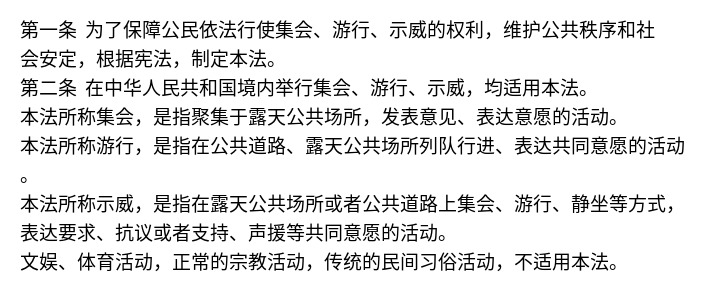 第一条 为了保障公民依法行使集会、游行、示威的权利，维护公共秩序和社
会安定，根据宪法，制定本法。
第二条 在中华人民共和国境内举行集会、游行、示威，均适用本法。
本法所称集会，是指聚集于露天公共场所，发表意见、表达意愿的活动。
本法所称游行，是指在公共道路、露天公共场所列队行进、表达共同意愿的活动
。
本法所称示威，是指在露天公共场所或者公共道路上集会、游行、静坐等方式，
表达要求、抗议或者支持、声援等共同意愿的活动。
文娱、体育活动，正常的宗教活动，传统的民间习俗活动，不适用本法。